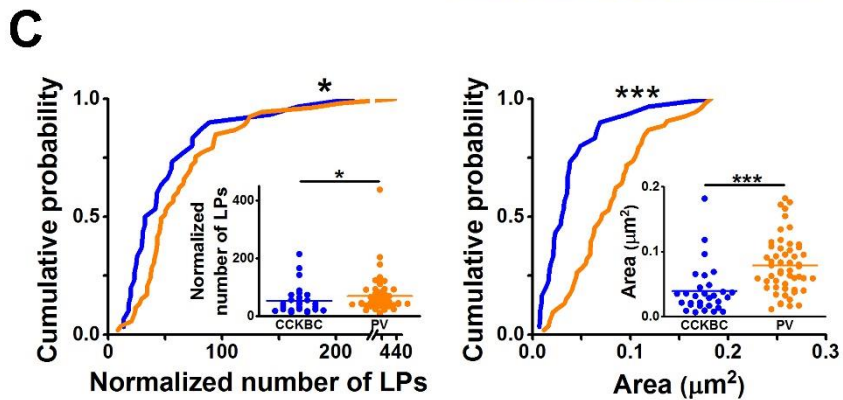 C
Cumulative probability
1.0
0.5
0.0
*
Normalized
number of LPs
400
200
0
*
CCKBC PV
100 200 440
Normalized number of LPs
Cumulative probability
1.0
0.5
0.0
***
Area (µm²)
0.2
0.1
0.0
***
CCKBC PV
0.0 0.1 0.2 0.3
Area (µm²)